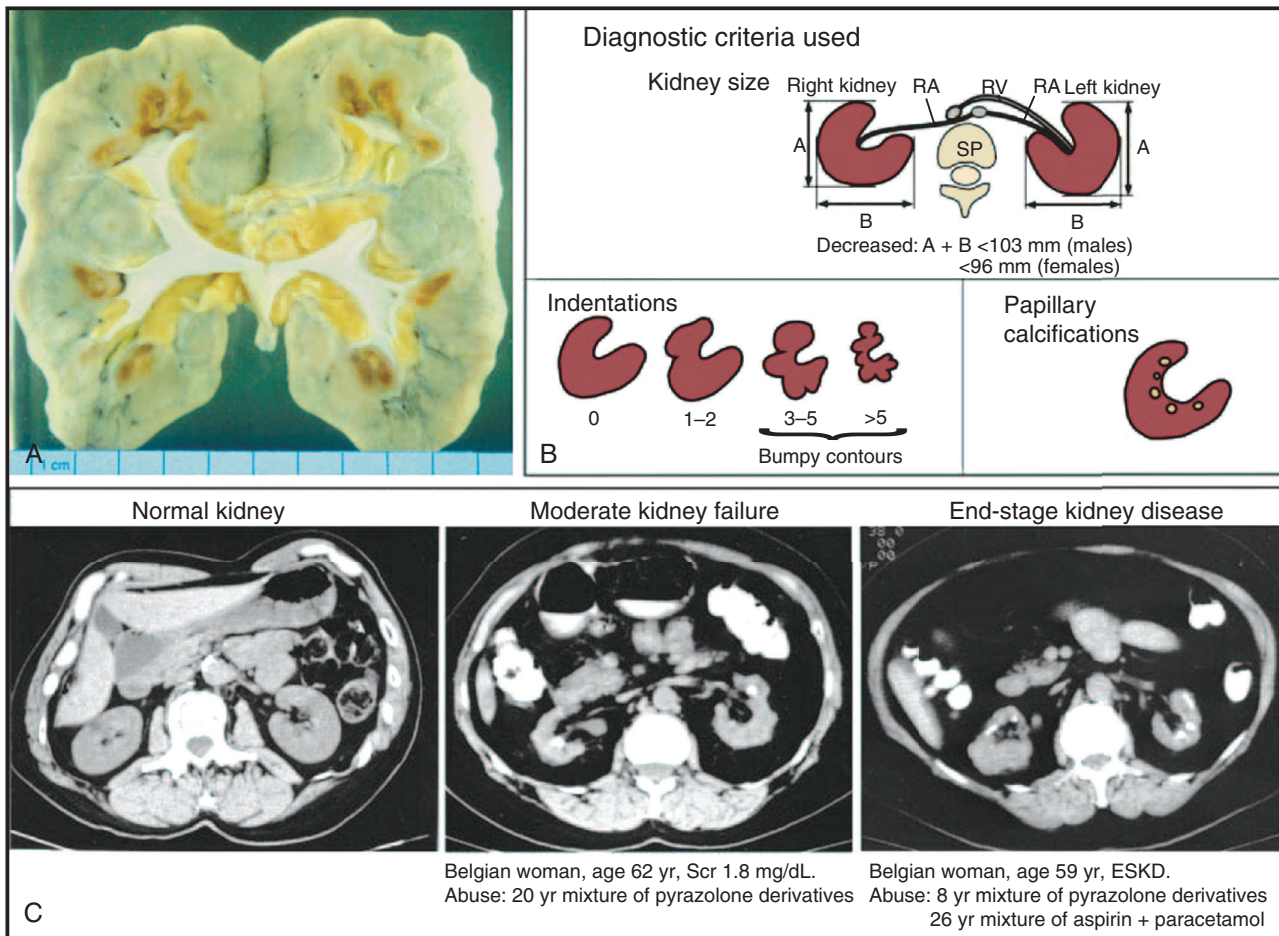 Diagnostic criteria used
Kidney size
Right kidney RA RV RA Left kidney
A SP A
B B
Decreased: A + B <103 mm (males)
<96 mm (females)
A
1 cm
Indentations
0 1–2 3–5 >5
B
Bumpy contours
Papillary
calcifications
Normal kidney
Moderate kidney failure
End-stage kidney disease
Belgian woman, age 62 yr, Scr 1.8 mg/dL.
Abuse: 20 yr mixture of pyrazolone derivatives
Belgian woman, age 59 yr, ESKD.
Abuse: 8 yr mixture of pyrazolone derivatives
26 yr mixture of aspirin + paracetamol
C